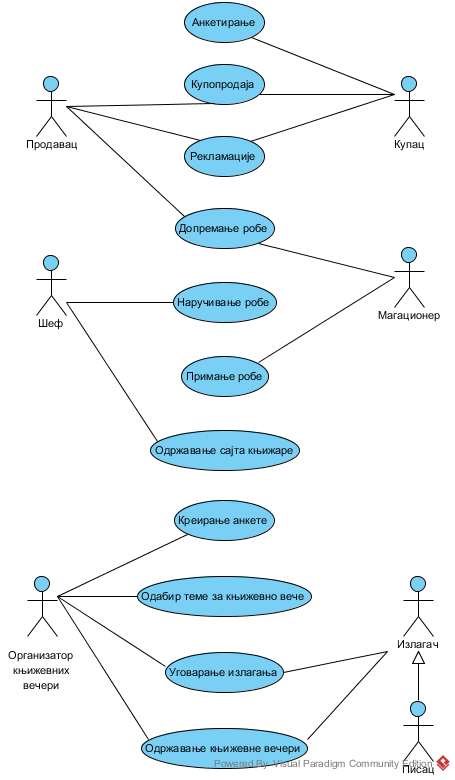 Анкетирање
Купопродаја
Продавац
Купац
Рекламације
Допремање робе
Шеф
Наручивање робе
Магационер
Примање робе
Одржавање сајта књижаре
Креирање анкете
Одабир теме за књижевно вече
Организатор
књижевних
вечери
Излагач
Уговарање излагања
Одржавање књижевне вечери
Powered By Visual Paradigm Community Edition
Писац